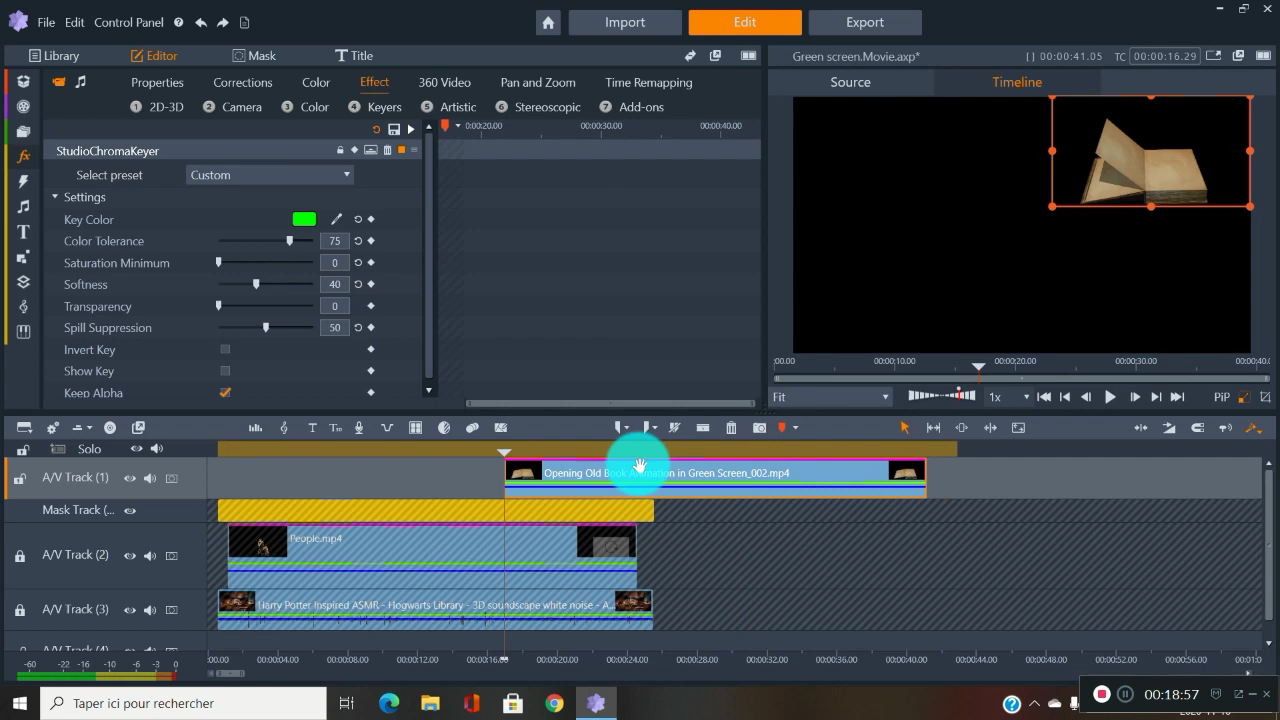 File Edit Control Panel Import Edit Export
Library Editor Mask Title Green screen.Movie.axp* [] 00:00:41.05 TC 00:00:16.29
Properties Corrections Color Effect 360 Video Pan and Zoom Time Remapping Source Timeline
1 2D-3D 2 Camera 3 Color 4 Keyers 5 Artistic 6 Stereoscopic 7 Add-ons
0:00:20.00 00:00:30.00 00:00:40.00
StudioChromaKeyer
Select preset Custom
Settings
Key Color
Color Tolerance 75
Saturation Minimum 0
Softness 40
Transparency 0
Spill Suppression 50
Invert Key
Show Key
Keep Alpha
:00.00 00:00:10.00 00:00:20.00 00:00:30.00 00:00:40.0
Fit 1x PiP
Solo
A/V Track (1) Opening Old Book Animation in Green Screen_002.mp4
Mask Track (...
A/V Track (2) People.mp4
A/V Track (3) Harry Potter Inspired ASMR - Hogwarts Library - 3D soundscape white noise - A...
A/V Track (4)
-60 -22 -16 -10 -6 -3 0 :00.00 00:00:04.00 00:00:08.00 00:00:12.00 00:00:16.00 00:00:20.00 00:00:24.00 00:00:28.00 00:00:32.00 00:00:36.00 00:00:40.00 00:00:44.00 00:00:48.00 00:00:52.00 00:00:56.00 00:01:0
Taper ici pour rechercher 00:18:57